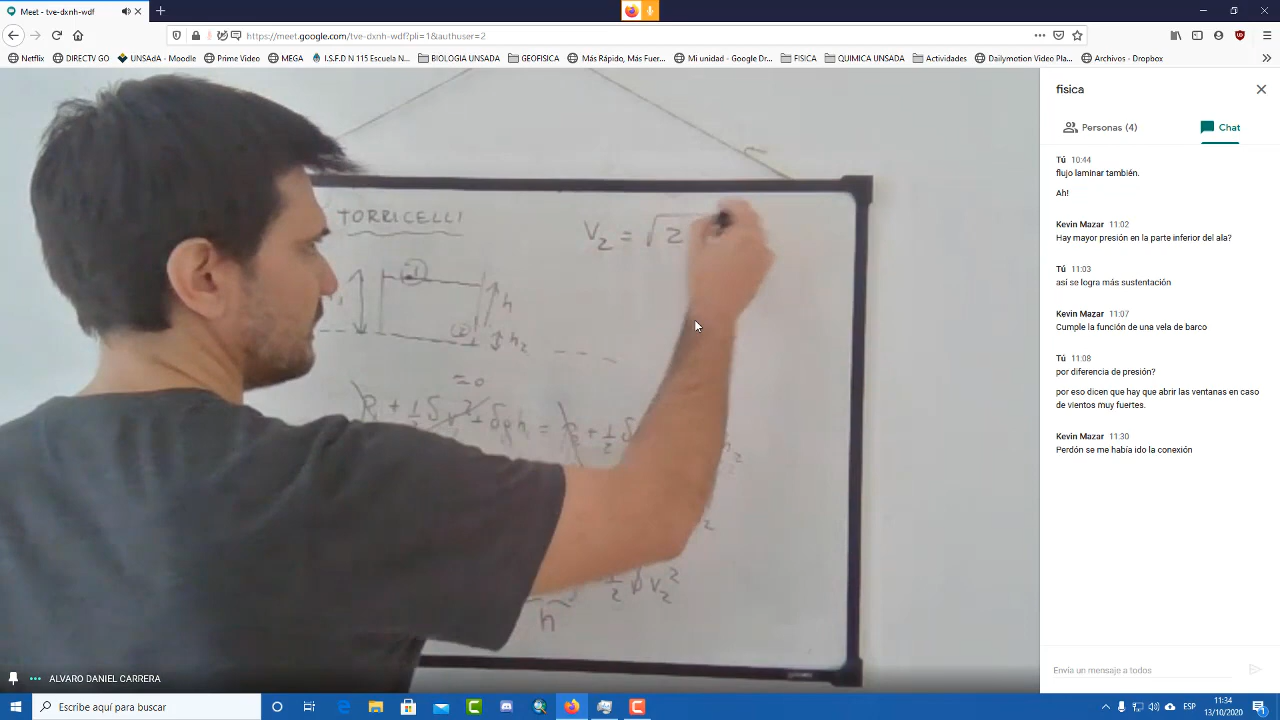 Meet - tve-dxnh-wdf
https://meet.google.com/tve-dxnh-wdf?pli=1&authuser=2
Netflix DIRECTV GO UNSAdA - Moodle Prime Video MEGA I.S.F.D N 115 Escuela N... BIOLOGIA UNSADA GEOFISICA Más Rápido, Más Fuer... Mi unidad - Google Dr... FISICA QUIMICA UNSADA Actividades Dailymotion Video Pla... Archivos - Dropbox
TORRICELLI
V2 = √2
1
h
2
h2
= 0
h
1/2 δ v2²
ALVARO DANIEL CARRERA
fisica
Personas (4) Chat
Tú 10:44
flujo laminar también.
Ah!
Kevin Mazar 11:02
Hay mayor presión en la parte inferior del ala?
Tú 11:03
asi se logra más sustentación
Kevin Mazar 11:07
Cumple la función de una vela de barco
Tú 11:08
por diferencia de presión?
por eso dicen que hay que abrir las ventanas en caso
de vientos muy fuertes.
Kevin Mazar 11:30
Perdón se me había ido la conexión
Envía un mensaje a todos
Escribe aquí para buscar
ESP
11:34
13/10/2020